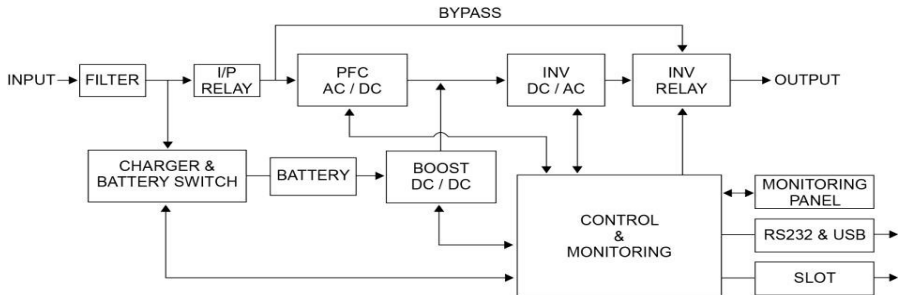 BYPASS
INPUT
FILTER
I/P
RELAY
PFC
AC / DC
INV
DC / AC
INV
RELAY
OUTPUT
CHARGER &
BATTERY SWITCH
BATTERY
BOOST
DC / DC
CONTROL
&
MONITORING
MONITORING
PANEL
RS232 & USB
SLOT